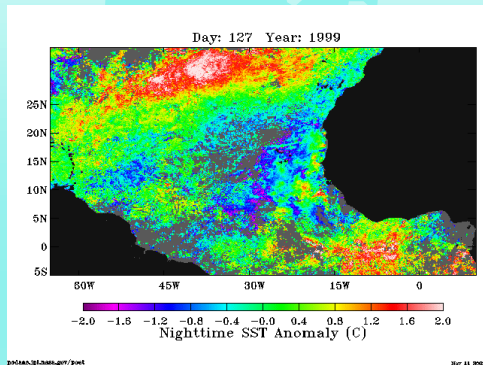 Day: 127 Year: 1999
25N
20N
15N
10N
5N
0
5S
60W 45W 30W 15W 0
-2.0 -1.6 -1.2 -0.8 -0.4 -0.0 0.4 0.8 1.2 1.6 2.0
Nighttime SST Anomaly (C)